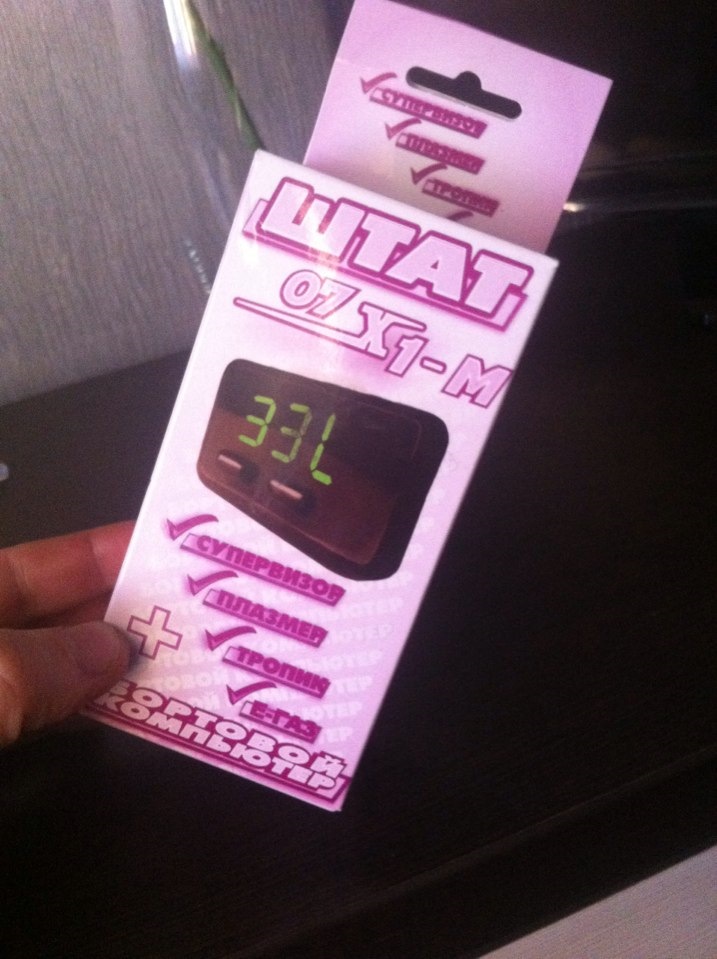 СУПЕРВИЗОР
ПЛАЗМЕР
ТРОПИК
ШТАТ
07 X1-М
33L
СУПЕРВИЗОР
ПЛАЗМЕР
ТРОПИК
Е-ГАЗ
+
БОРТОВОЙ
КОМПЬЮТЕР